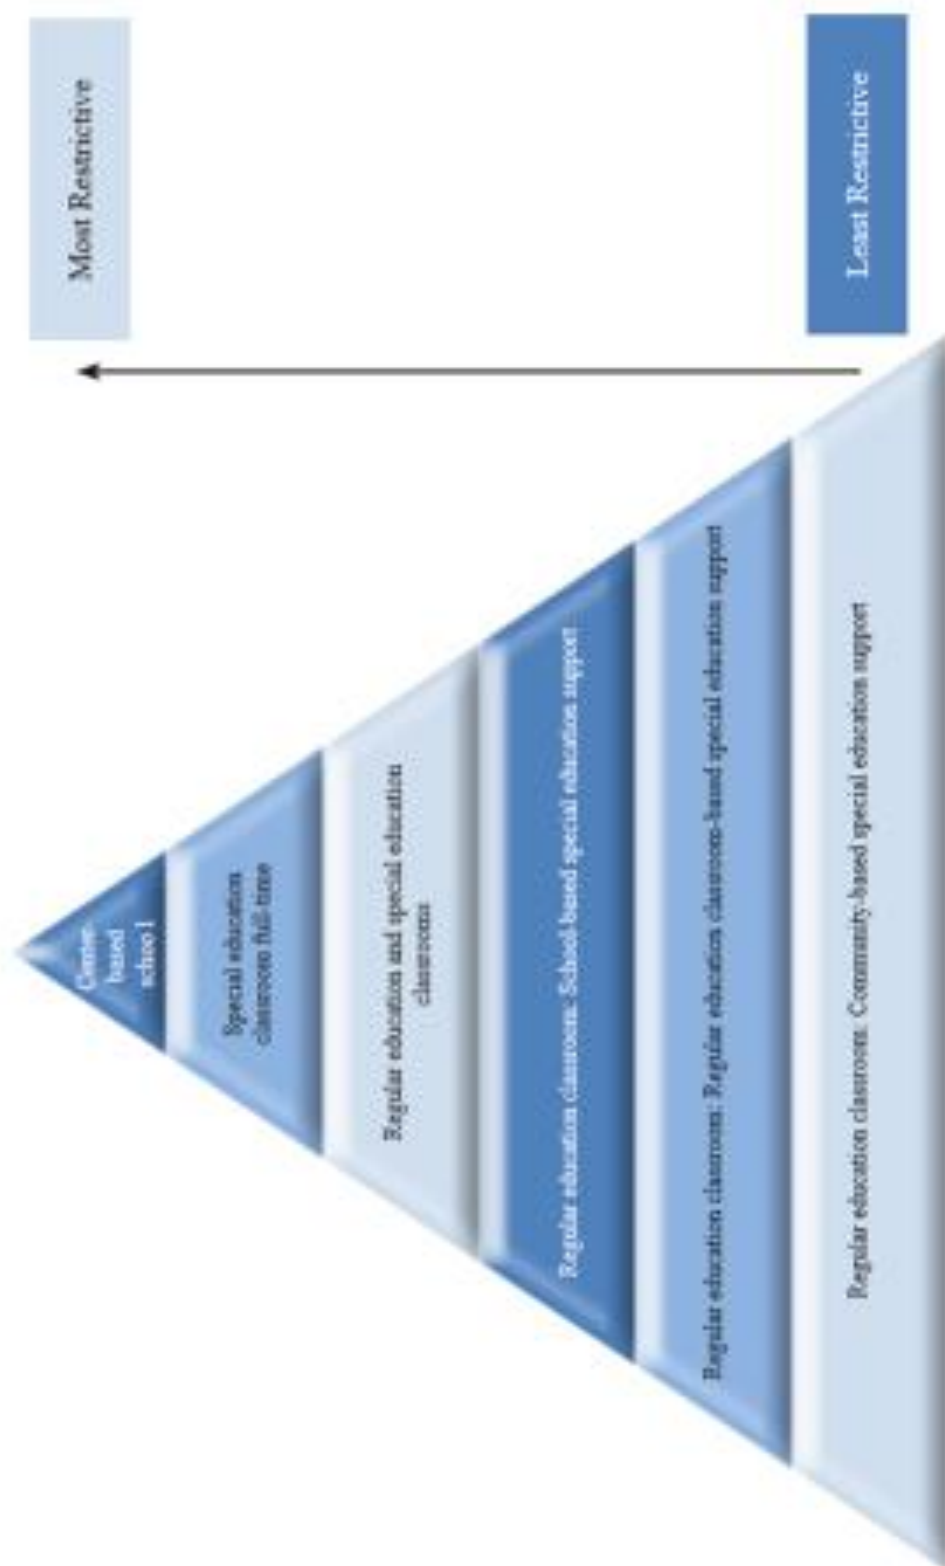 Most Restrictive
Center-
based
school
Special education
classroom full-time
Regular education and special education
classrooms
Regular education classroom: School-based special education support
Regular education classroom: Regular education classroom-based special education support
Regular education classroom: Community-based special education support
Least Restrictive